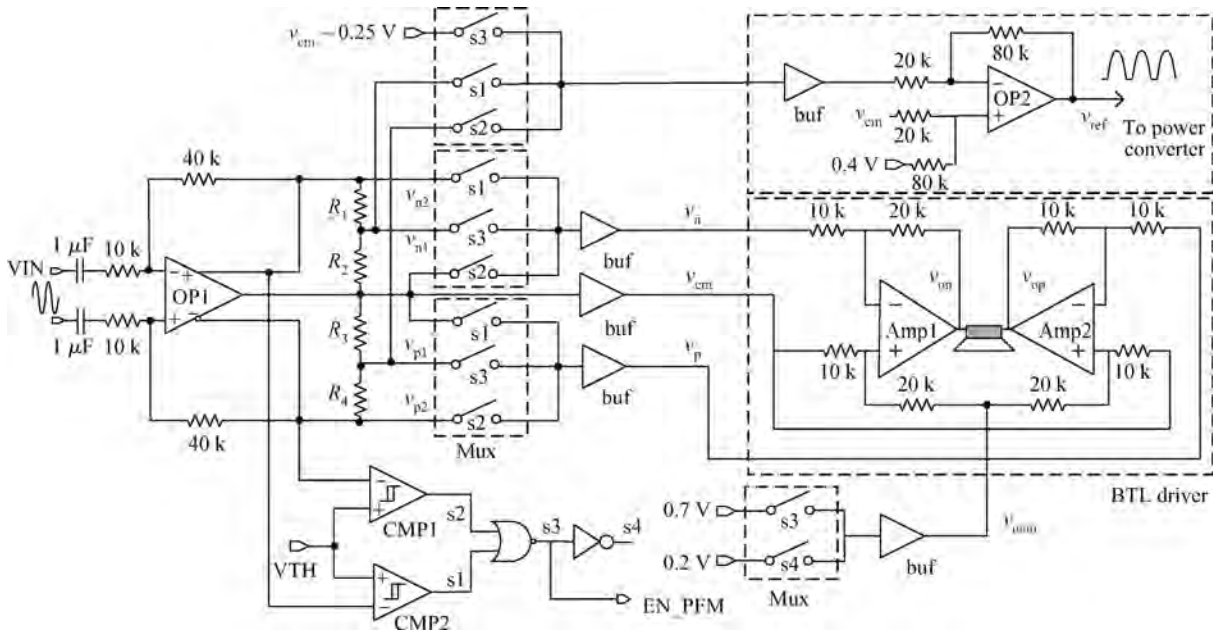 v_cm −0.25 V
s3
s1
s2
buf
20 k
80 k
OP2
v_cm
20 k
0.4 V
80 k
v_ref
To power
converter
40 k
R1
R2
R3
R4
v_n2
v_n1
v_p1
v_p2
s1
s3
s2
s1
s3
s2
Mux
VIN
1 μF
10 k
OP1
1 μF
10 k
40 k
buf
buf
buf
v_n
v_cm
v_p
10 k
20 k
10 k
10 k
v_on
v_op
Amp1
Amp2
10 k
20 k
20 k
10 k
BTL driver
CMP1
CMP2
VTH
s2
s1
s3
s4
EN_PFM
0.7 V
0.2 V
s3
s4
Mux
buf